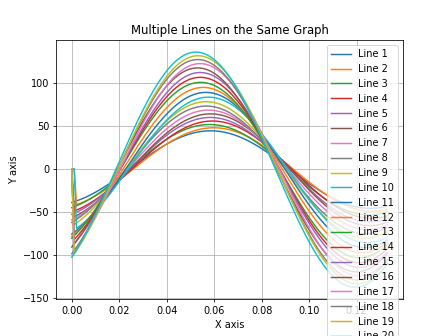 Multiple Lines on the Same Graph
Y axis
100
50
0
−50
−100
−150
0.00
0.02
0.04
0.06
0.08
0.10
X axis
Line 1
Line 2
Line 3
Line 4
Line 5
Line 6
Line 7
Line 8
Line 9
Line 10
Line 11
Line 12
Line 13
Line 14
Line 15
Line 16
Line 17
Line 18
Line 19
Line 20